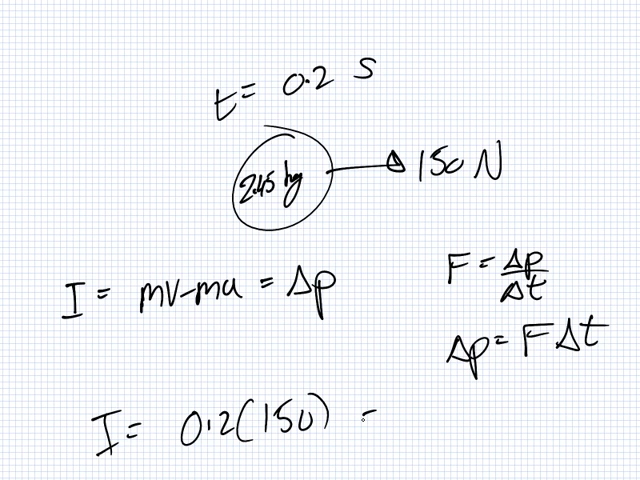 t = 0.2 s
2.45 kg
150 N
I = mv-mu = Δp
F = Δp/Δt
Δp = FΔt
I = 0.2(150) =